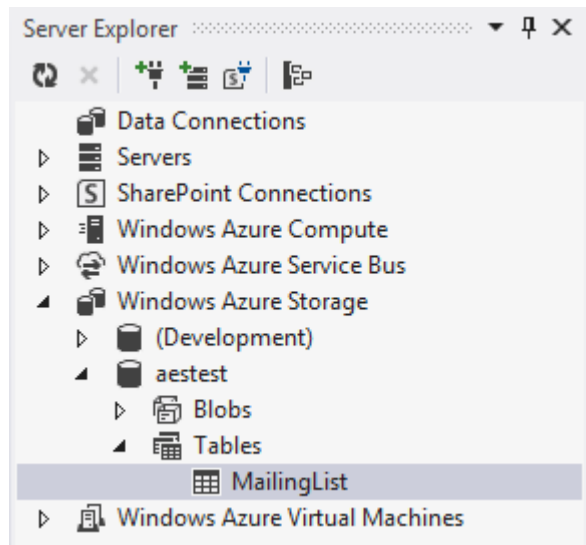 Server Explorer
Data Connections
Servers
SharePoint Connections
Windows Azure Compute
Windows Azure Service Bus
Windows Azure Storage
(Development)
aestest
Blobs
Tables
MailingList
Windows Azure Virtual Machines